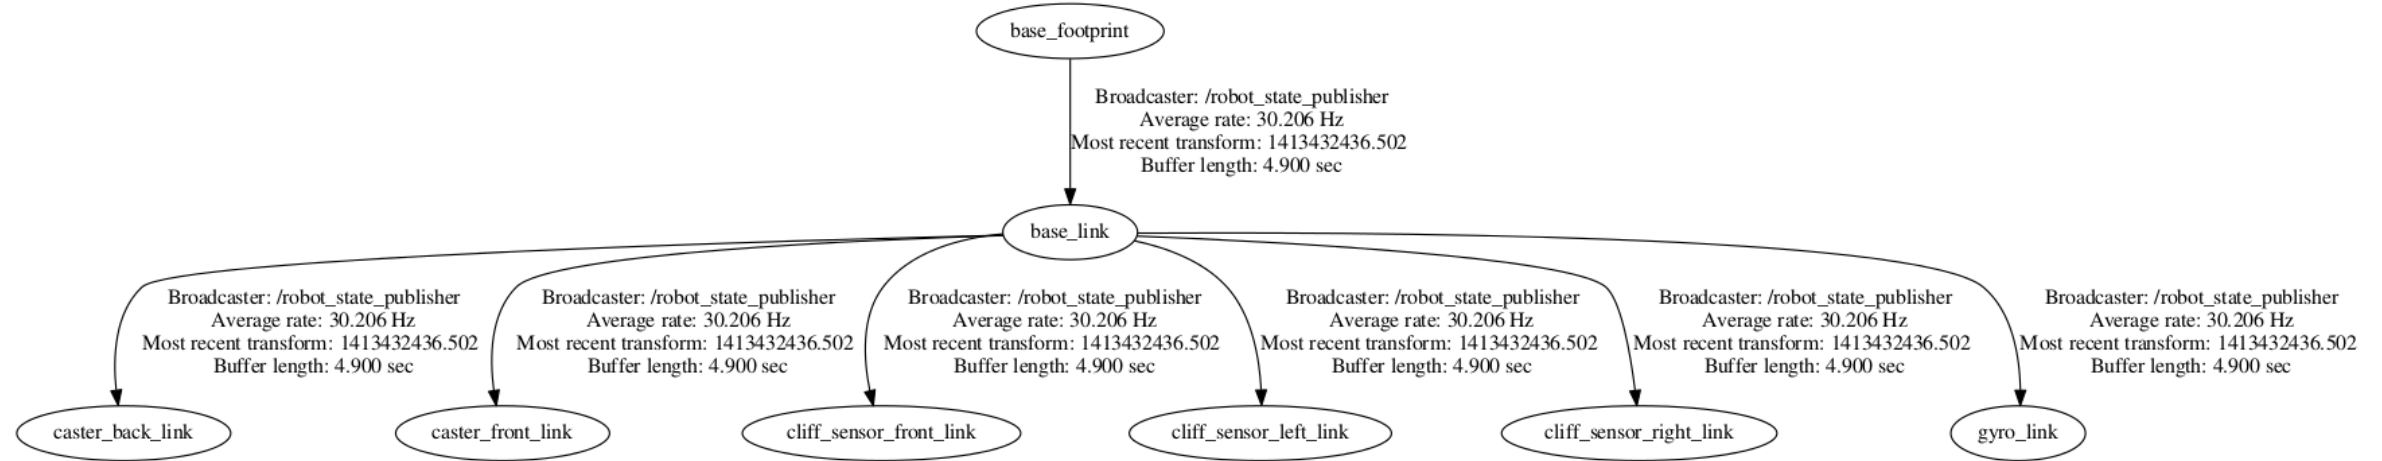 base_footprint
Broadcaster: /robot_state_publisher
Average rate: 30.206 Hz
Most recent transform: 1413432436.502
Buffer length: 4.900 sec
base_link
Broadcaster: /robot_state_publisher
Average rate: 30.206 Hz
Most recent transform: 1413432436.502
Buffer length: 4.900 sec
Broadcaster: /robot_state_publisher
Average rate: 30.206 Hz
Most recent transform: 1413432436.502
Buffer length: 4.900 sec
Broadcaster: /robot_state_publisher
Average rate: 30.206 Hz
Most recent transform: 1413432436.502
Buffer length: 4.900 sec
Broadcaster: /robot_state_publisher
Average rate: 30.206 Hz
Most recent transform: 1413432436.502
Buffer length: 4.900 sec
Broadcaster: /robot_state_publisher
Average rate: 30.206 Hz
Most recent transform: 1413432436.502
Buffer length: 4.900 sec
Broadcaster: /robot_state_publisher
Average rate: 30.206 Hz
Most recent transform: 1413432436.502
Buffer length: 4.900 sec
caster_back_link
caster_front_link
cliff_sensor_front_link
cliff_sensor_left_link
cliff_sensor_right_link
gyro_link